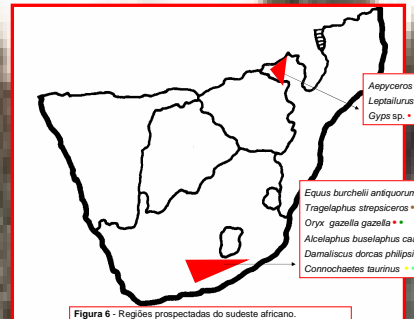 Aepyceros
Leptailurus
Gyps sp.
Equus burchelli antiquorum
Tragelaphus strepsiceros
Oryx gazella gazella
Alcelaphus buselaphus
Damaliscus dorcas
Connochaetes taurinus
Figura 6 - Regiões prospectadas do sudeste africano.